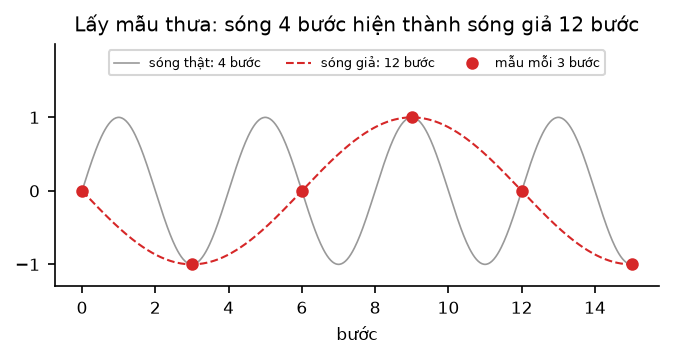 Lấy mẫu thưa: sóng 4 bước hiện thành sóng giả 12 bước
sóng thật: 4 bước sóng giả: 12 bước mẫu mỗi 3 bước
1
0
−1
0 2 4 6 8 10 12 14
bước